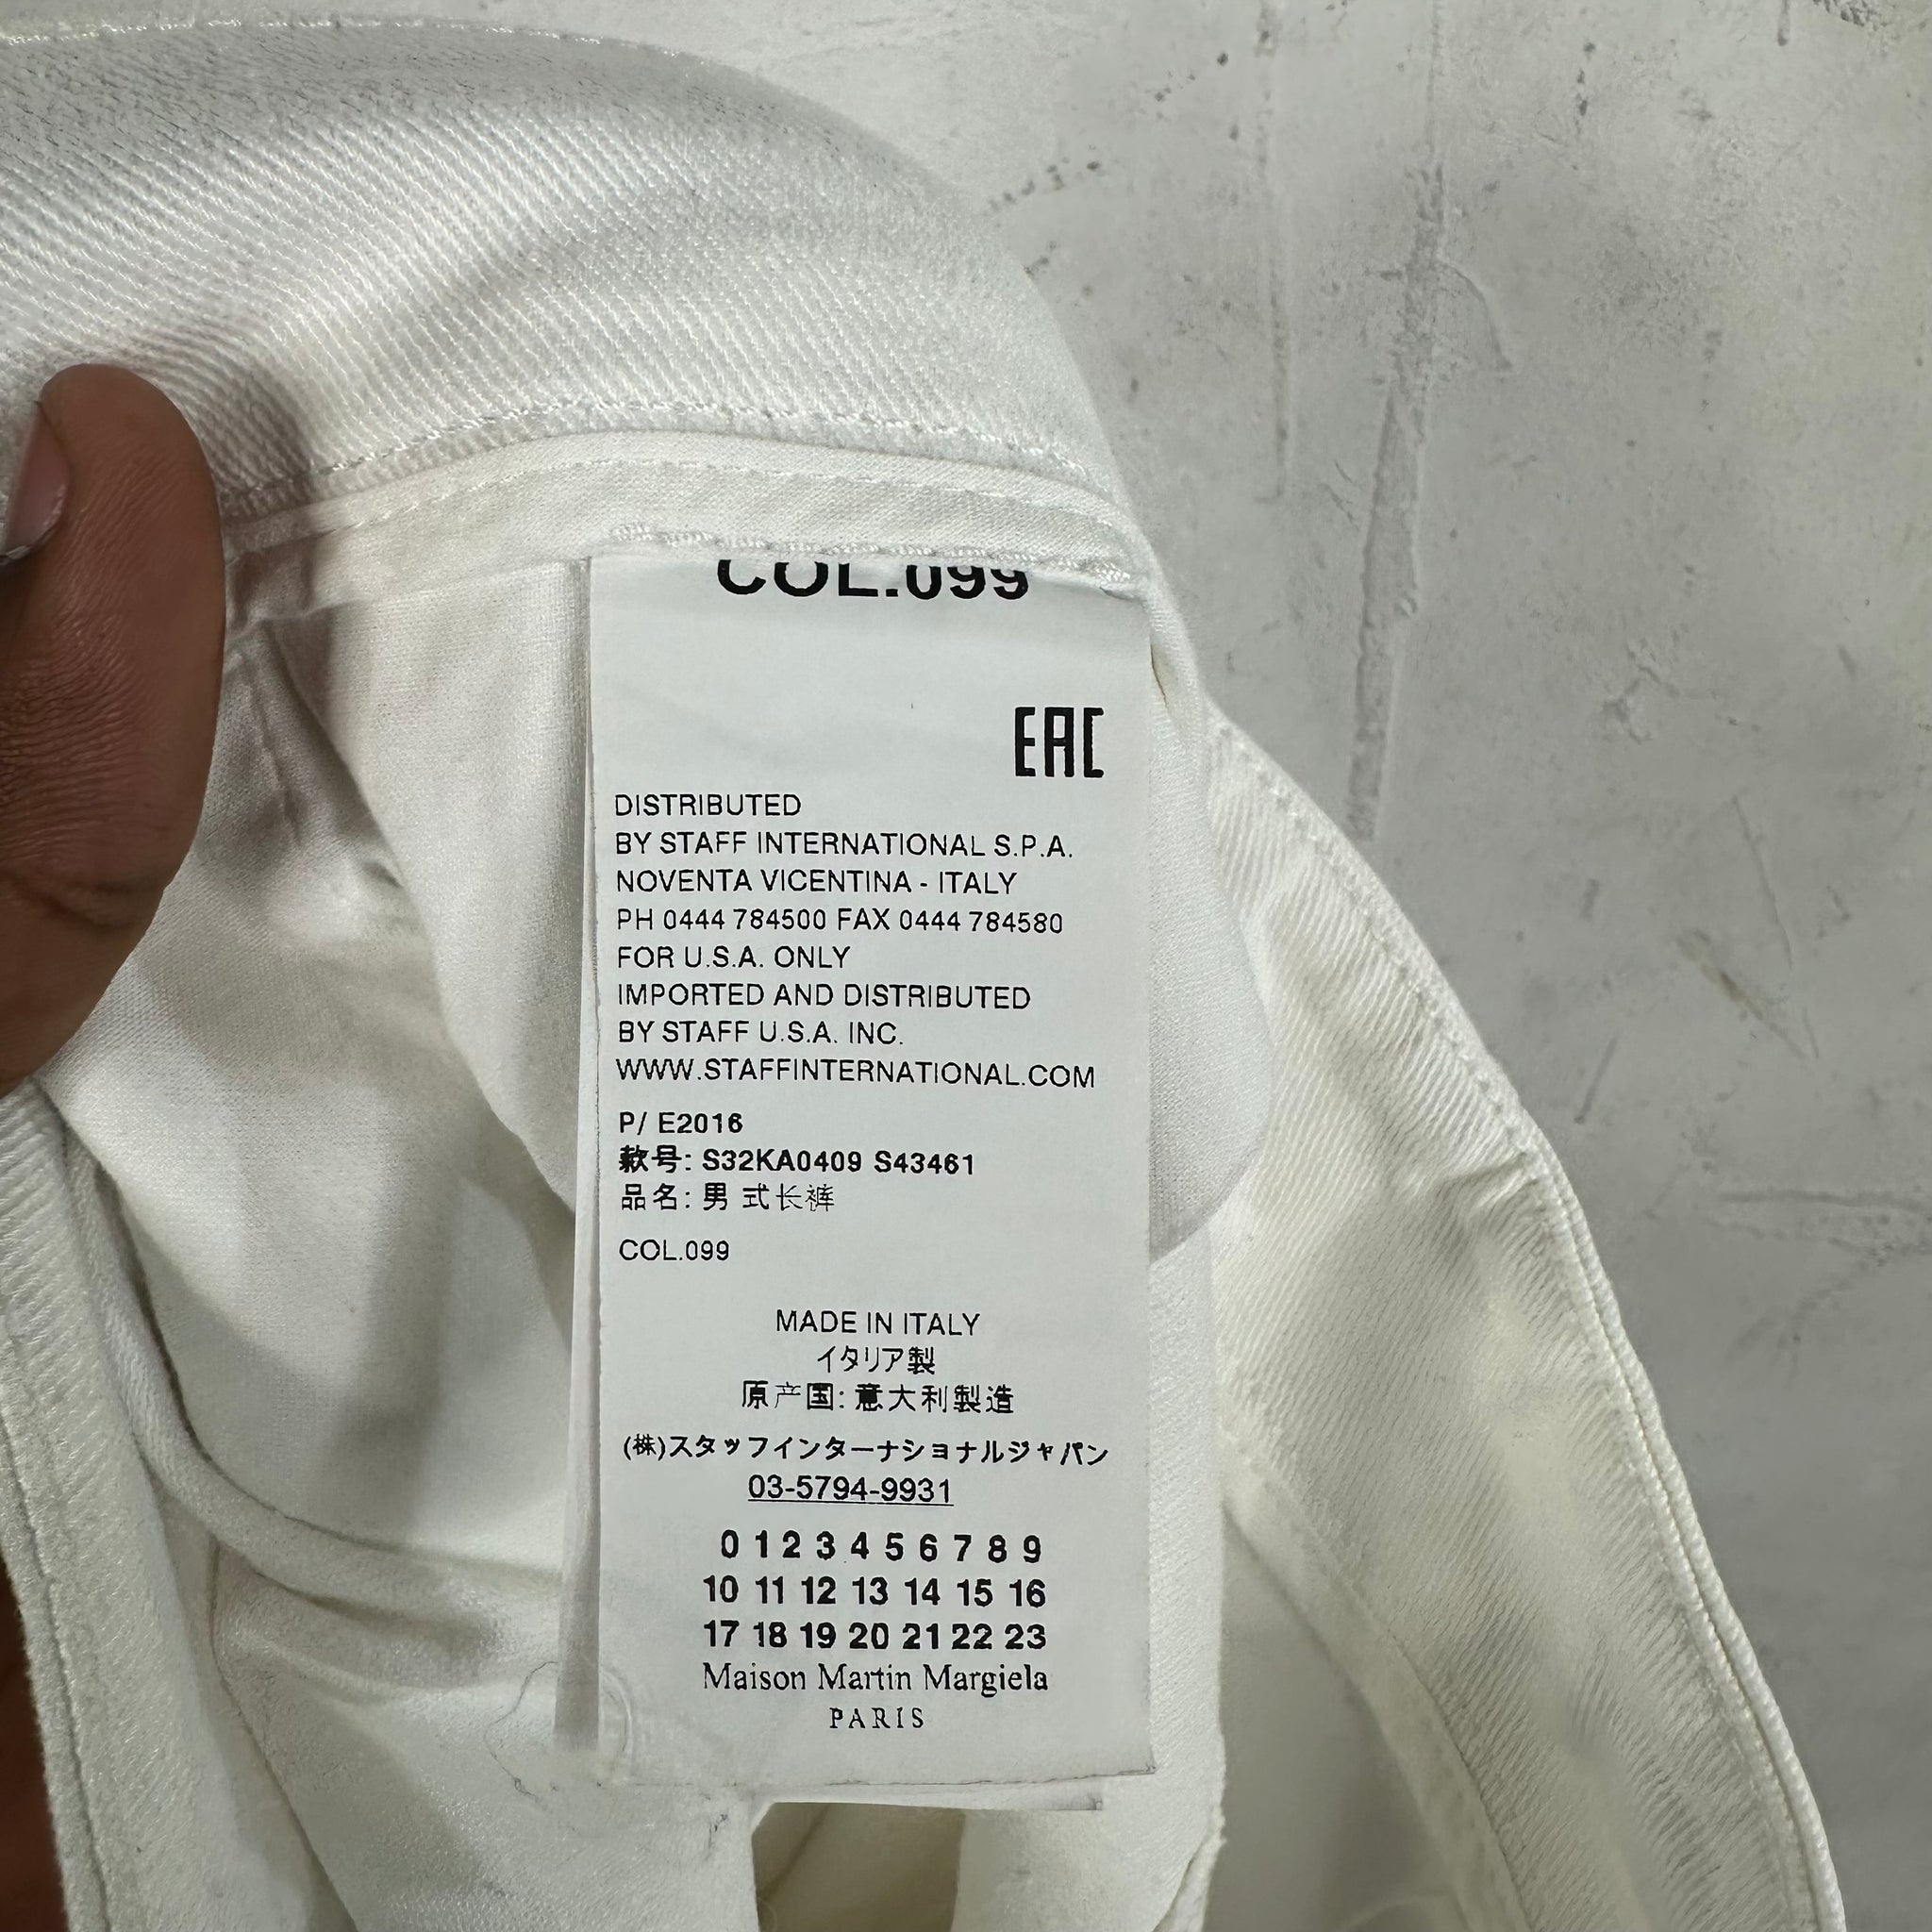 COL.099
EAC
DISTRIBUTED
BY STAFF INTERNATIONAL S.P.A.
NOVENTA VICENTINA - ITALY
PH 0444 784500 FAX 0444 784580
FOR U.S.A. ONLY
IMPORTED AND DISTRIBUTED
BY STAFF U.S.A. INC.
WWW.STAFFINTERNATIONAL.COM
P/ E2016
款号: S32KA0409 S43461
品名: 男 式长裤
COL.099
MADE IN ITALY
イタリア製
原产国: 意大利製造
(株)スタッフインターナショナルジャパン
03-5794-9931
0 1 2 3 4 5 6 7 8 9
10 11 12 13 14 15 16
17 18 19 20 21 22 23
Maison Martin Margiela
PARIS